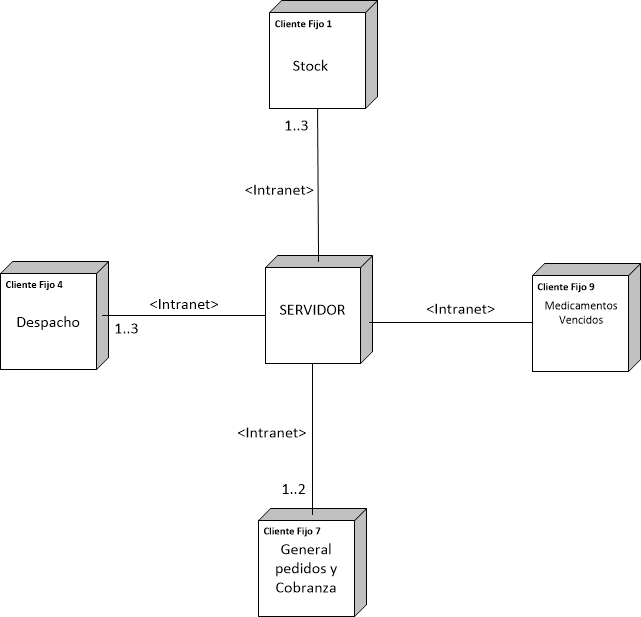 Cliente Fijo 1
Stock
1..3
<Intranet>
Cliente Fijo 4
Despacho
<Intranet>
1..3
SERVIDOR
<Intranet>
Cliente Fijo 9
Medicamentos
Vencidos
<Intranet>
1..2
Cliente Fijo 7
General
pedidos y
Cobranza